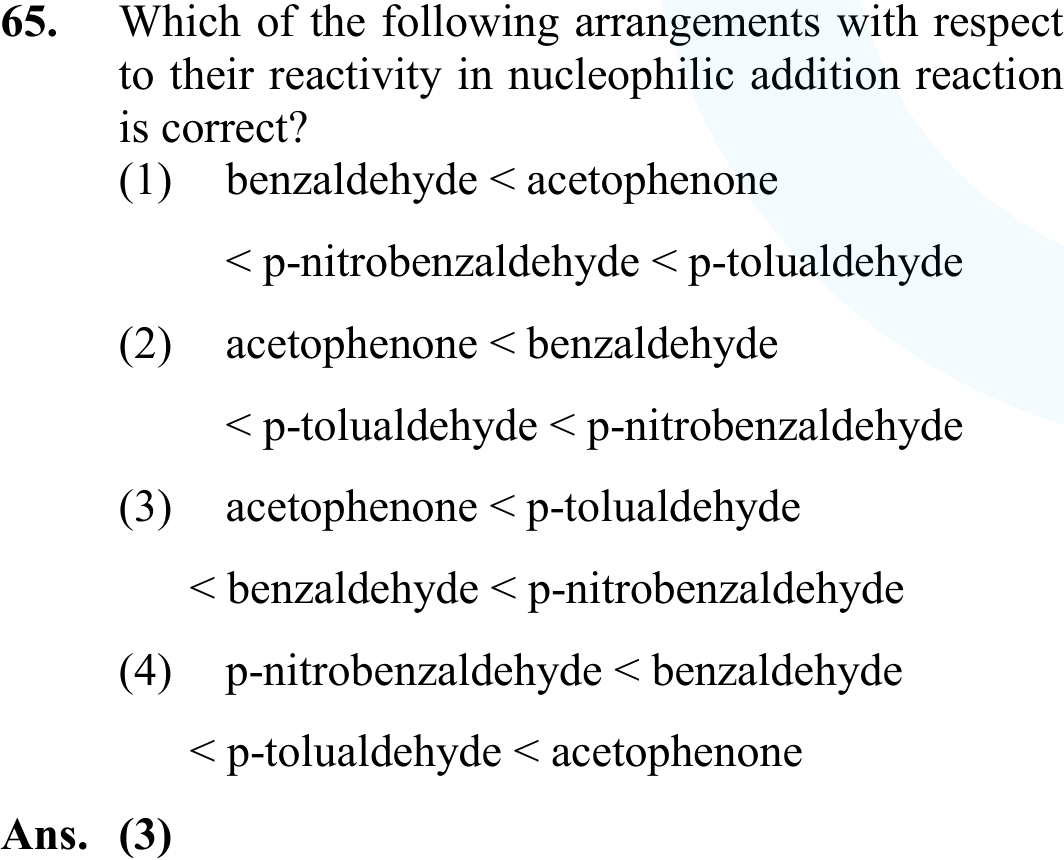 65. Which of the following arrangements with respect
to their reactivity in nucleophilic addition reaction
is correct?
(1) benzaldehyde < acetophenone
< p-nitrobenzaldehyde < p-tolualdehyde
(2) acetophenone < benzaldehyde
< p-tolualdehyde < p-nitrobenzaldehyde
(3) acetophenone < p-tolualdehyde
< benzaldehyde < p-nitrobenzaldehyde
(4) p-nitrobenzaldehyde < benzaldehyde
< p-tolualdehyde < acetophenone
Ans. (3)